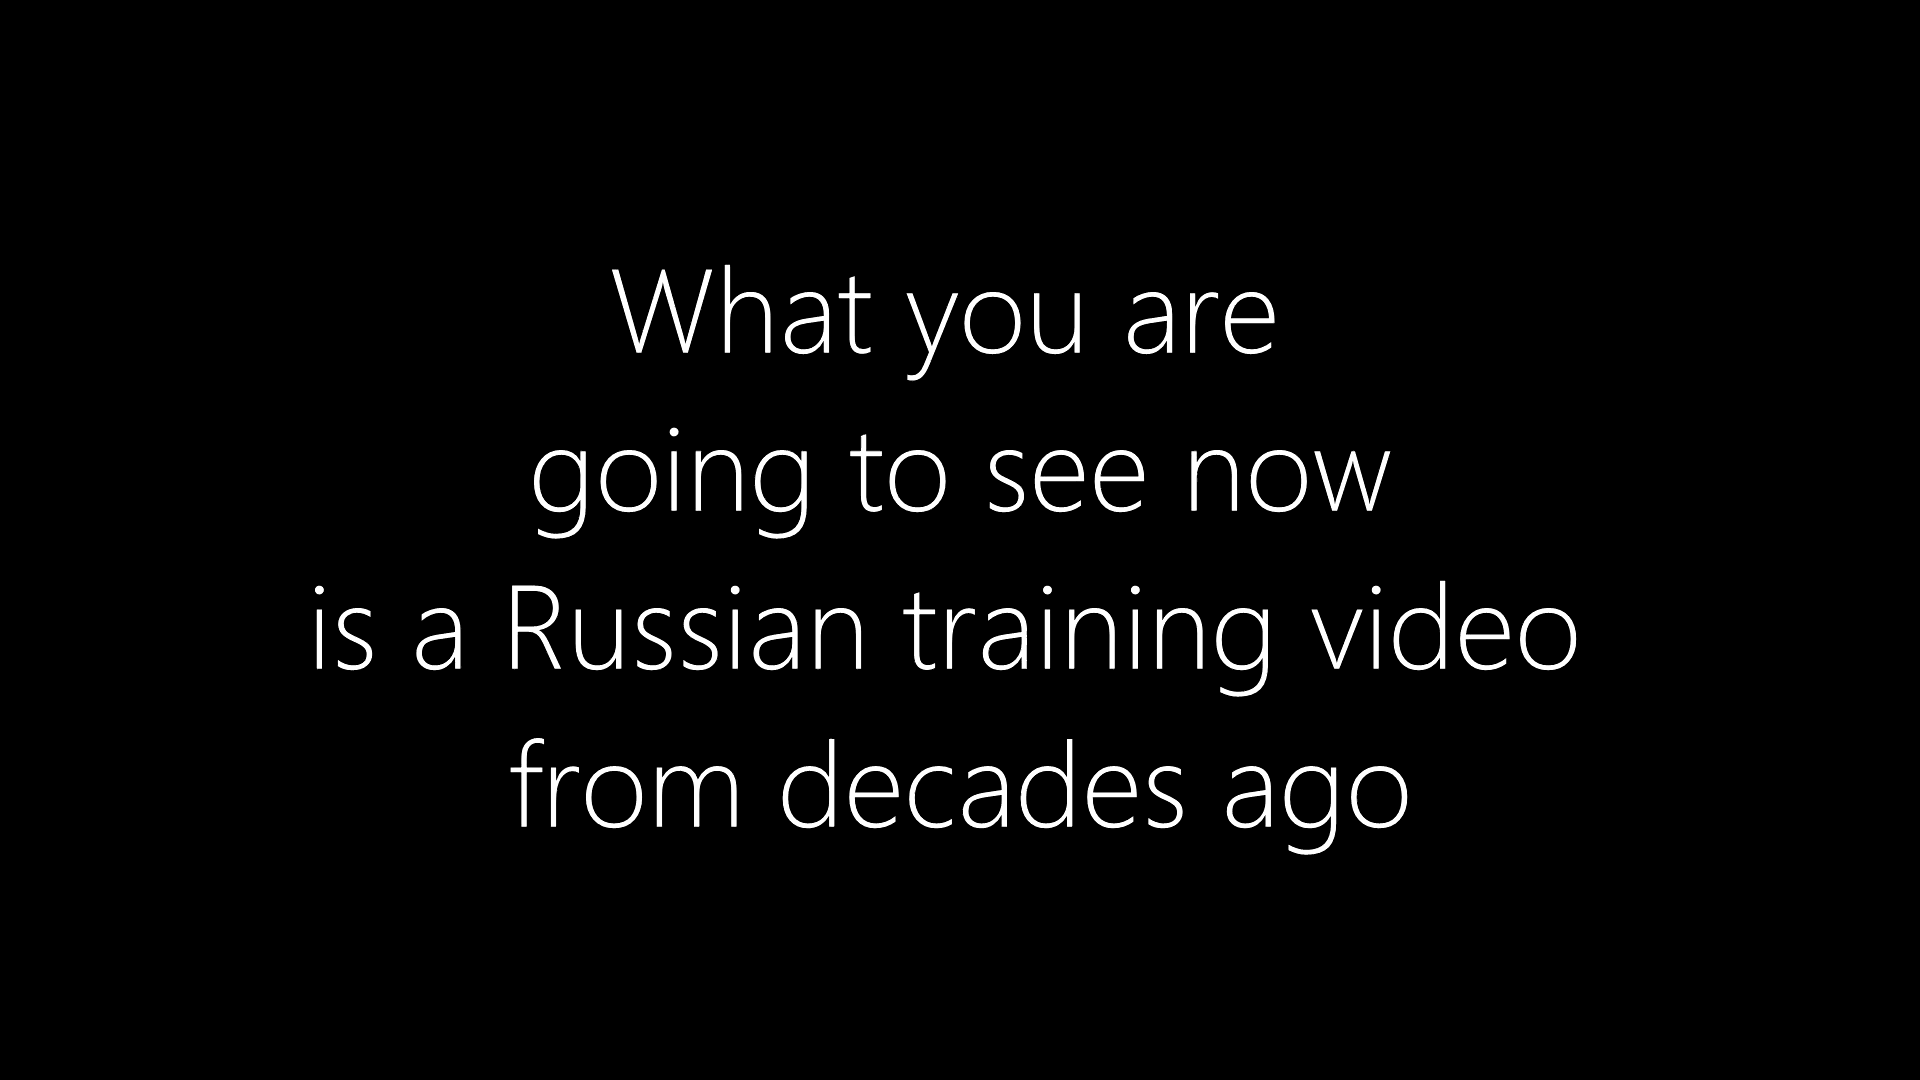 What you are
going to see now
is a Russian training video
from decades ago